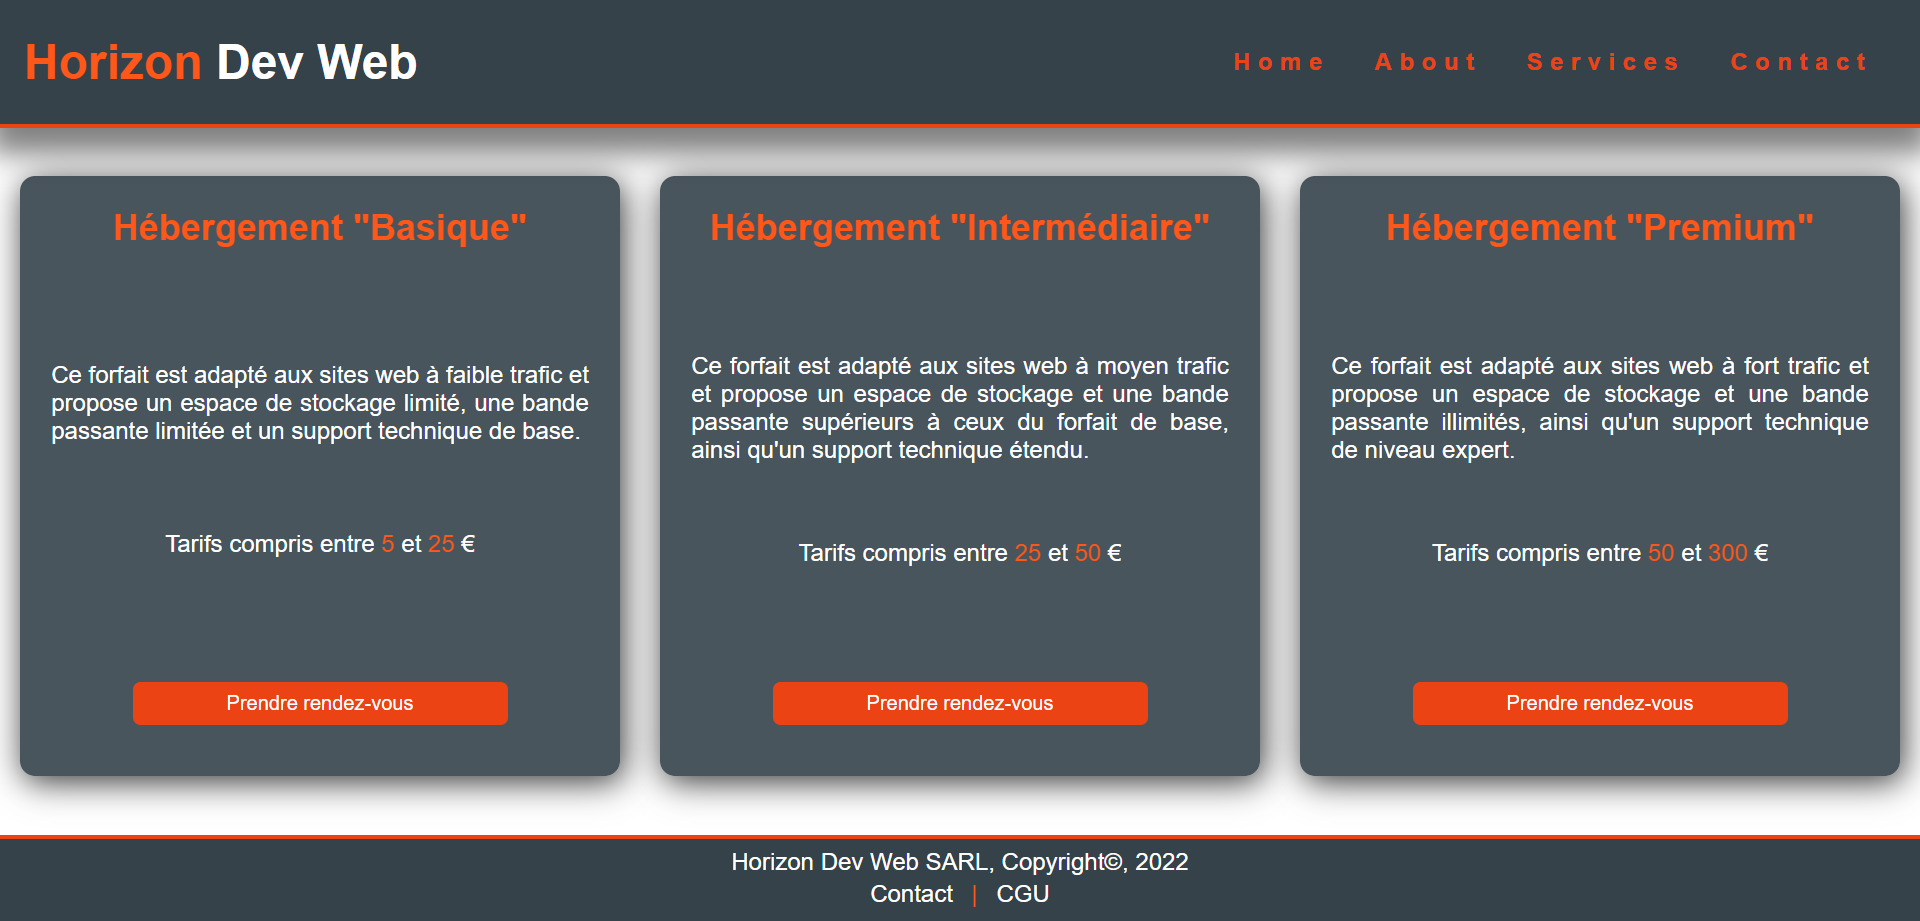 Horizon Dev Web
Home About Services Contact
Hébergement "Basique"
Ce forfait est adapté aux sites web à faible trafic et
propose un espace de stockage limité, une bande
passante limitée et un support technique de base.
Tarifs compris entre 5 et 25 €
Prendre rendez-vous
Hébergement "Intermédiaire"
Ce forfait est adapté aux sites web à moyen trafic
et propose un espace de stockage et une bande
passante supérieurs à ceux du forfait de base,
ainsi qu'un support technique étendu.
Tarifs compris entre 25 et 50 €
Prendre rendez-vous
Hébergement "Premium"
Ce forfait est adapté aux sites web à fort trafic et
propose un espace de stockage et une bande
passante illimités, ainsi qu'un support technique
de niveau expert.
Tarifs compris entre 50 et 300 €
Prendre rendez-vous
Horizon Dev Web SARL, Copyright©, 2022
Contact | CGU